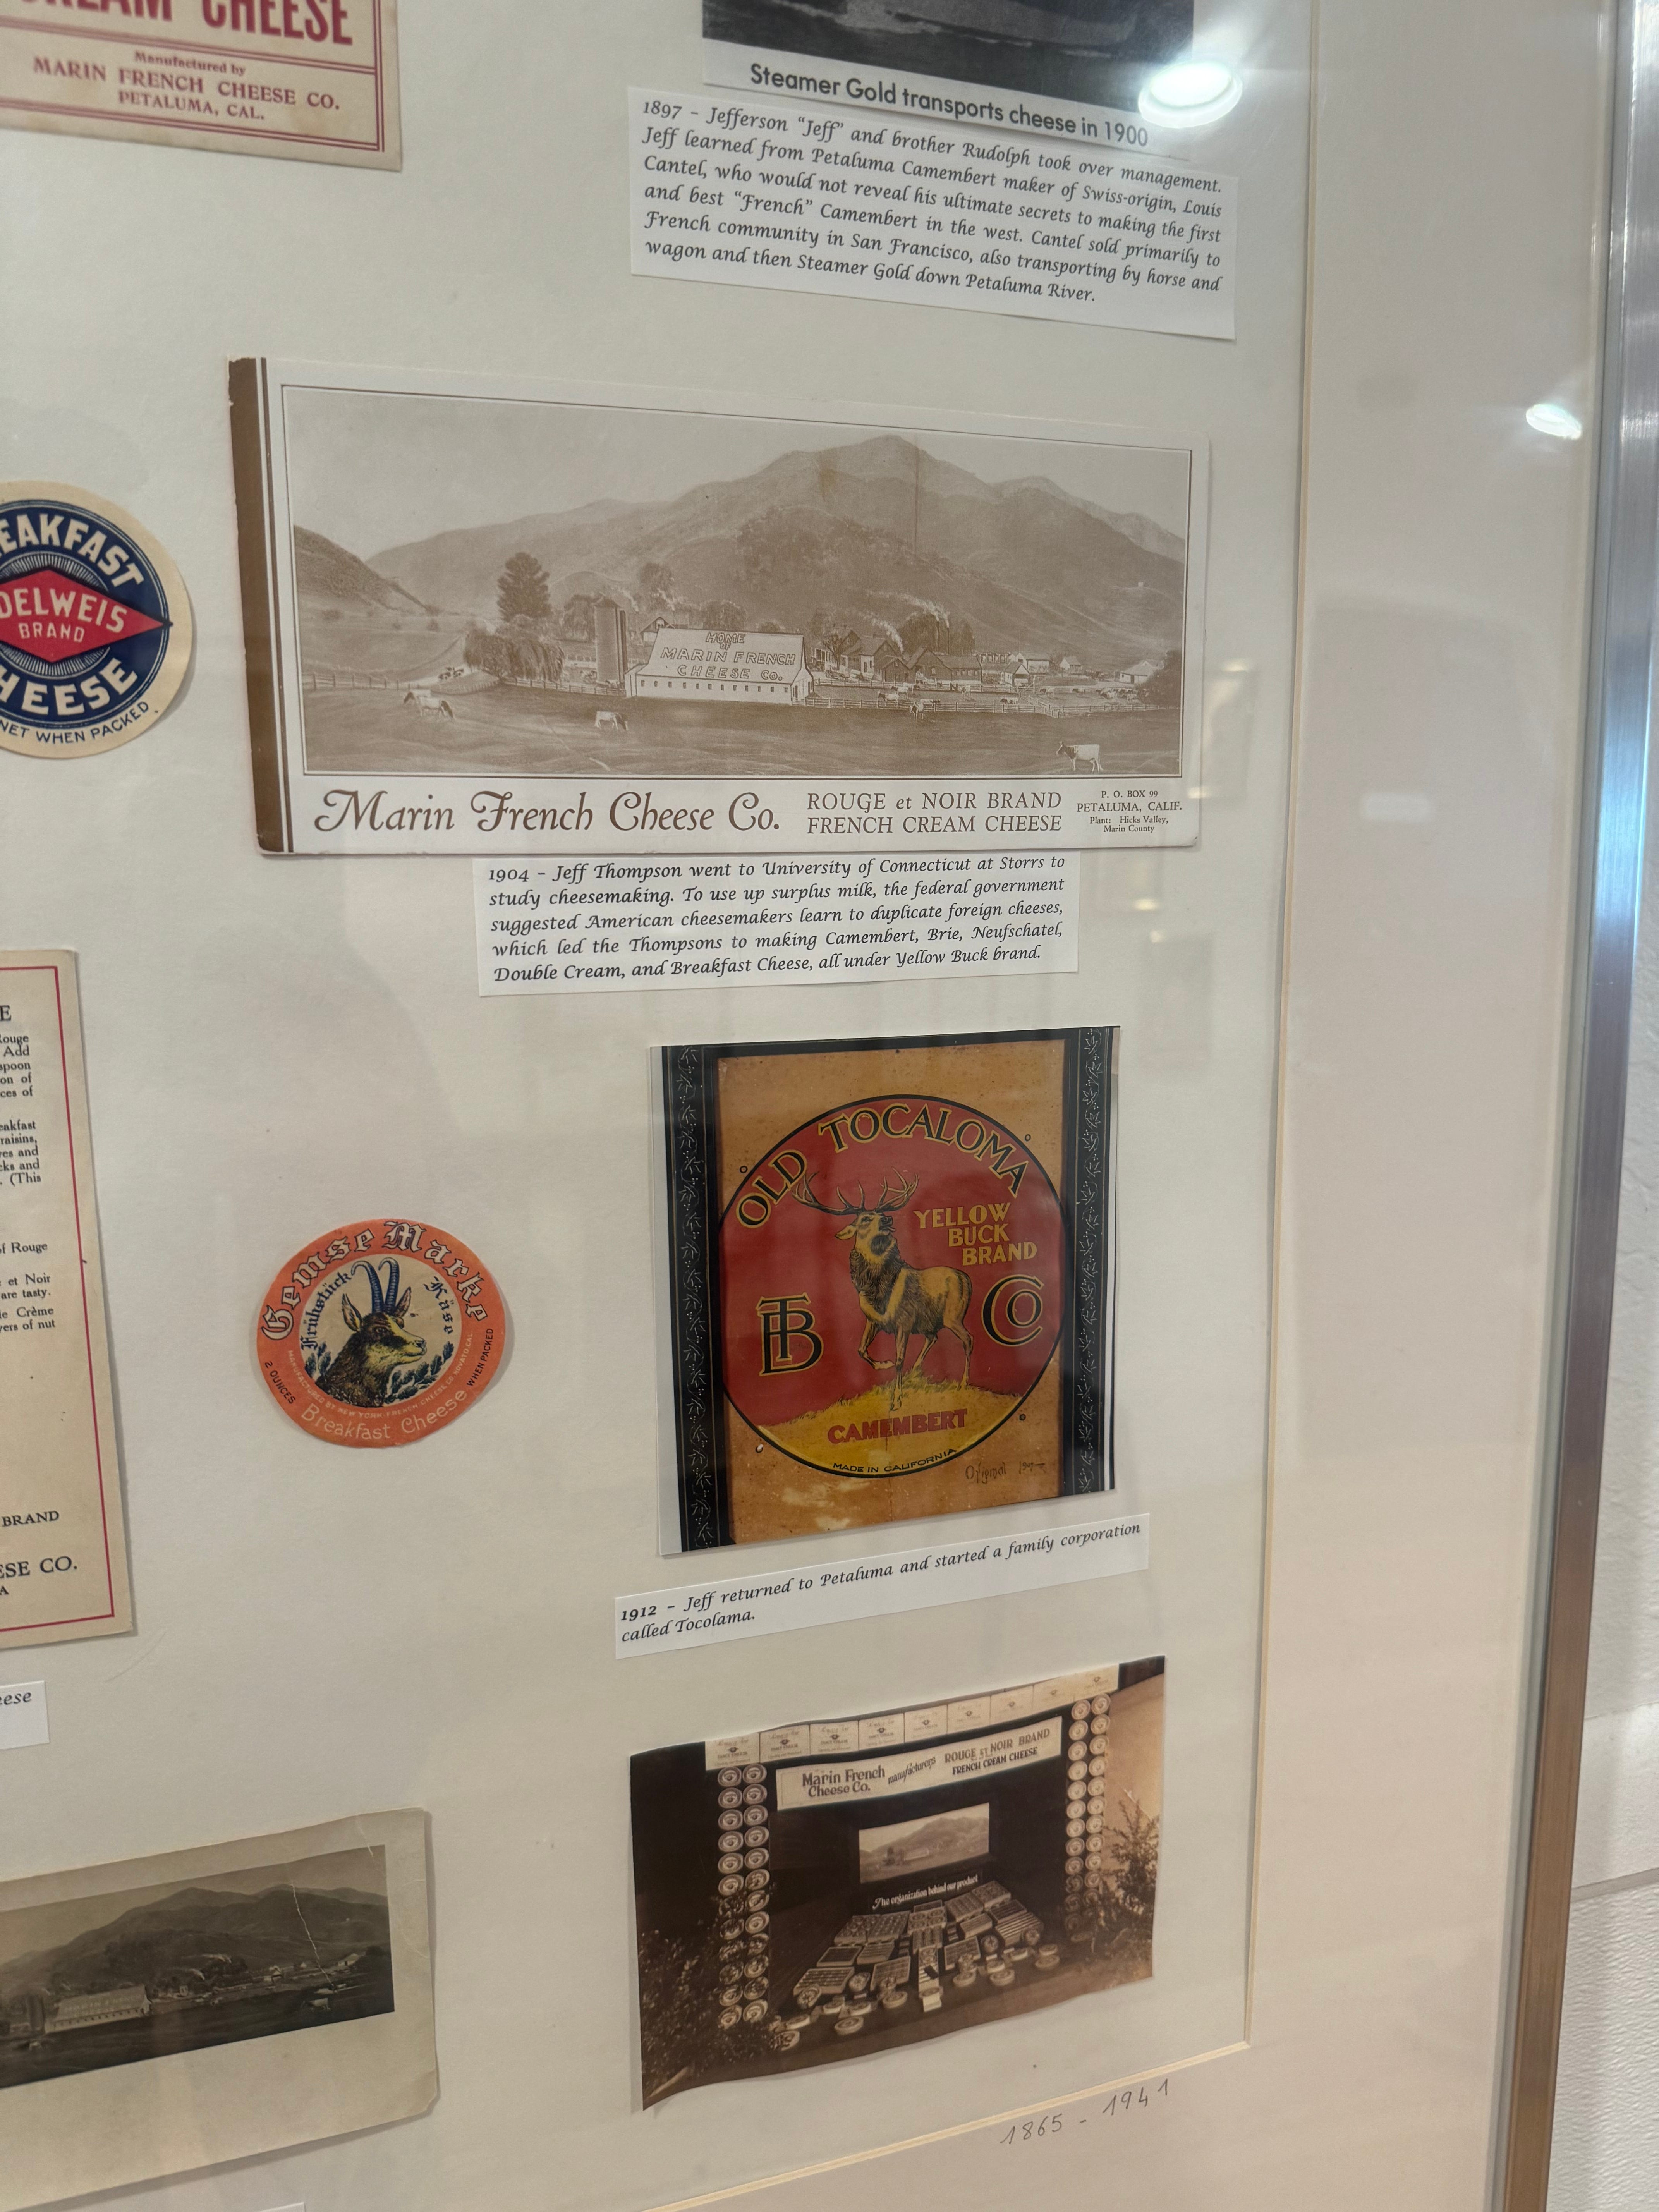 CREAM CHEESE
Manufactured by
MARIN FRENCH CHEESE CO.
PETALUMA, CAL.
Steamer Gold transports cheese in 1900
1897 – Jefferson “Jeff” and brother Rudolph took over management.
Jeff learned from Petaluma Camembert maker of Swiss-origin, Louis
Cantel, who would not reveal his ultimate secrets to making the first
and best “French” Camembert in the west. Cantel sold primarily to
French community in San Francisco, also transporting by horse and
wagon and then Steamer Gold down Petaluma River.
EAKFAST
DELWEIS
BRAND
HEESE
NET WHEN PACKED.
HOME
OF
MARIN FRENCH
CHEESE Co.
Marin French Cheese Co.
ROUGE et NOIR BRAND
FRENCH CREAM CHEESE
P. O. BOX 99
PETALUMA, CALIF.
Plant: Hicks Valley,
Marin County
1904 – Jeff Thompson went to University of Connecticut at Storrs to
study cheesemaking. To use up surplus milk, the federal government
suggested American cheesemakers learn to duplicate foreign cheeses,
which led the Thompsons to making Camembert, Brie, Neufschatel,
Double Cream, and Breakfast Cheese, all under Yellow Buck brand.
E
Rouge
Add
spoon
on of
ces of
eakfast
raisins,
ves and
cks and
. (This
of Rouge
et Noir
are tasty.
le Crème
yers of nut
BRAND
ESE CO.
A
Gemse Marke
Frühstück Käse
2 OUNCES
WHEN PACKED
MANUFACTURED BY NEW YORK FRENCH CHEESE CO. NOVATO, CAL.
Breakfast Cheese
OLD TOCALOMA
YELLOW
BUCK
BRAND
TB
Co
CAMEMBERT
MADE IN CALIFORNIA
Original
1912 – Jeff returned to Petaluma and started a family corporation
called Tocolama.
eese
Marin French
Cheese Co.
manufacturers
ROUGE ET NOIR BRAND
FRENCH CREAM CHEESE
The organization behind our product
1865 - 1941